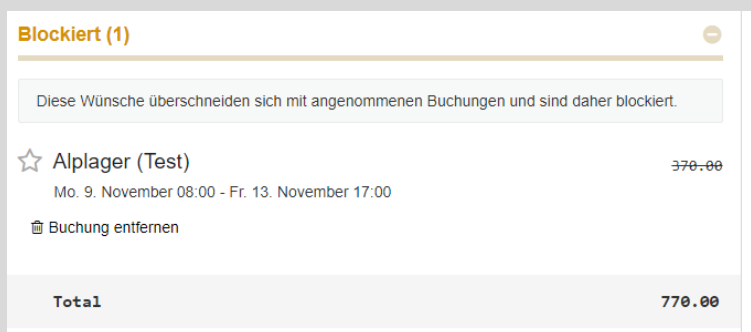 Blockiert (1)
Diese Wünsche überschneiden sich mit angenommenen Buchungen und sind daher blockiert.
Alplager (Test) 370.00
Mo. 9. November 08:00 - Fr. 13. November 17:00
Buchung entfernen
Total 770.00